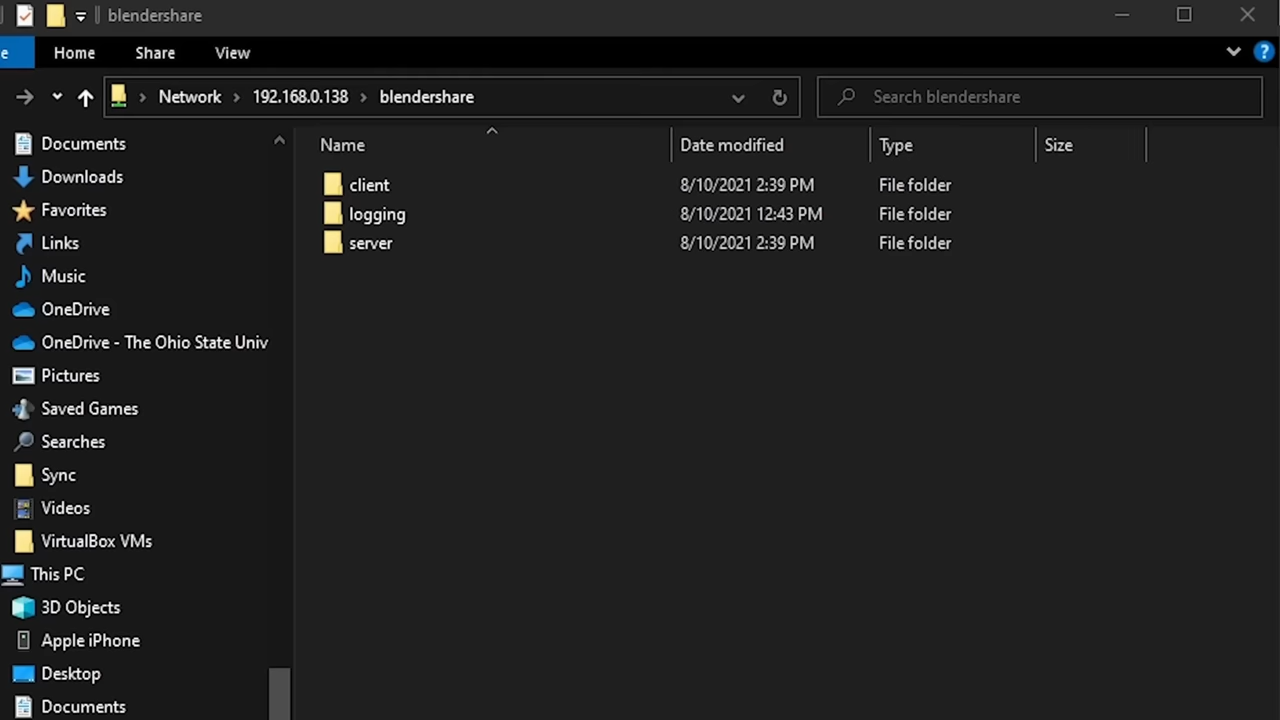 blendershare
e Home Share View
Network 192.168.0.138 blendershare Search blendershare
Documents
Downloads
Favorites
Links
Music
OneDrive
OneDrive - The Ohio State Univ
Pictures
Saved Games
Searches
Sync
Videos
VirtualBox VMs
This PC
3D Objects
Apple iPhone
Desktop
Documents
Name Date modified Type Size
client 8/10/2021 2:39 PM File folder
logging 8/10/2021 12:43 PM File folder
server 8/10/2021 2:39 PM File folder